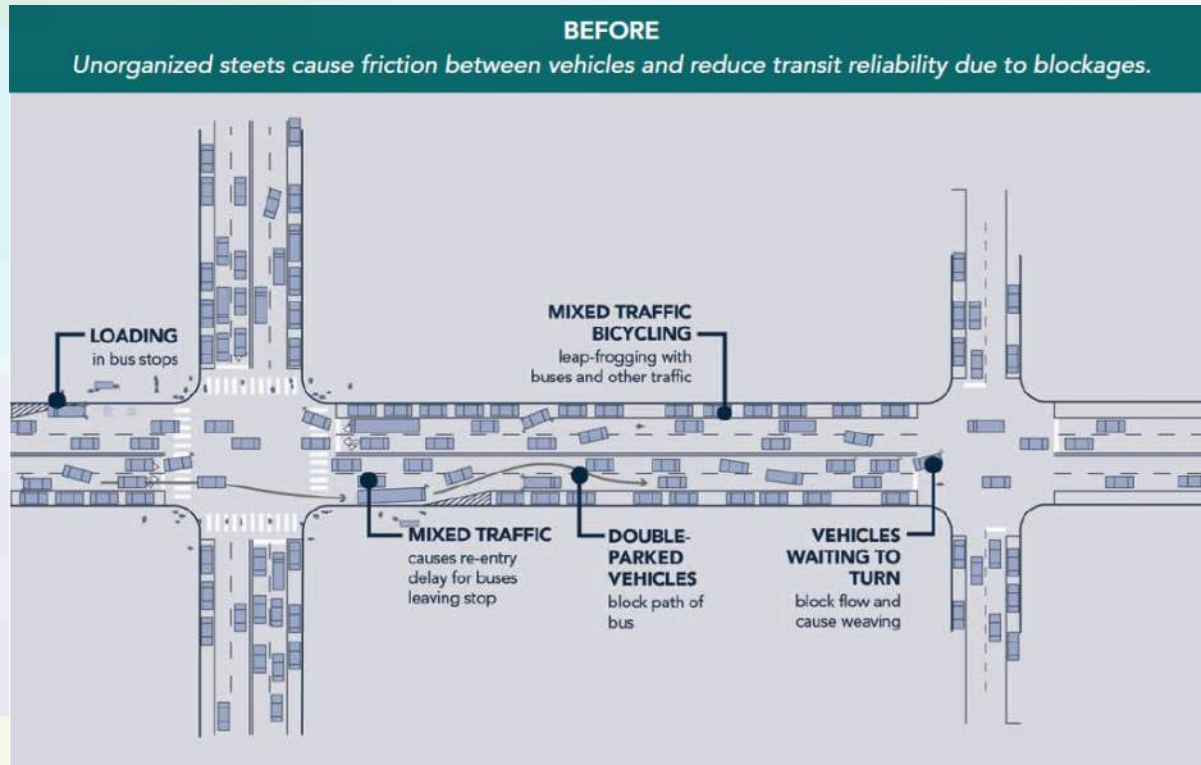 BEFORE
Unorganized steets cause friction between vehicles and reduce transit reliability due to blockages.
LOADING
in bus stops
MIXED TRAFFIC
BICYCLING
leap-frogging with
buses and other traffic
MIXED TRAFFIC
causes re-entry
delay for buses
leaving stop
DOUBLE-
PARKED
VEHICLES
block path of
bus
VEHICLES
WAITING TO
TURN
block flow and
cause weaving